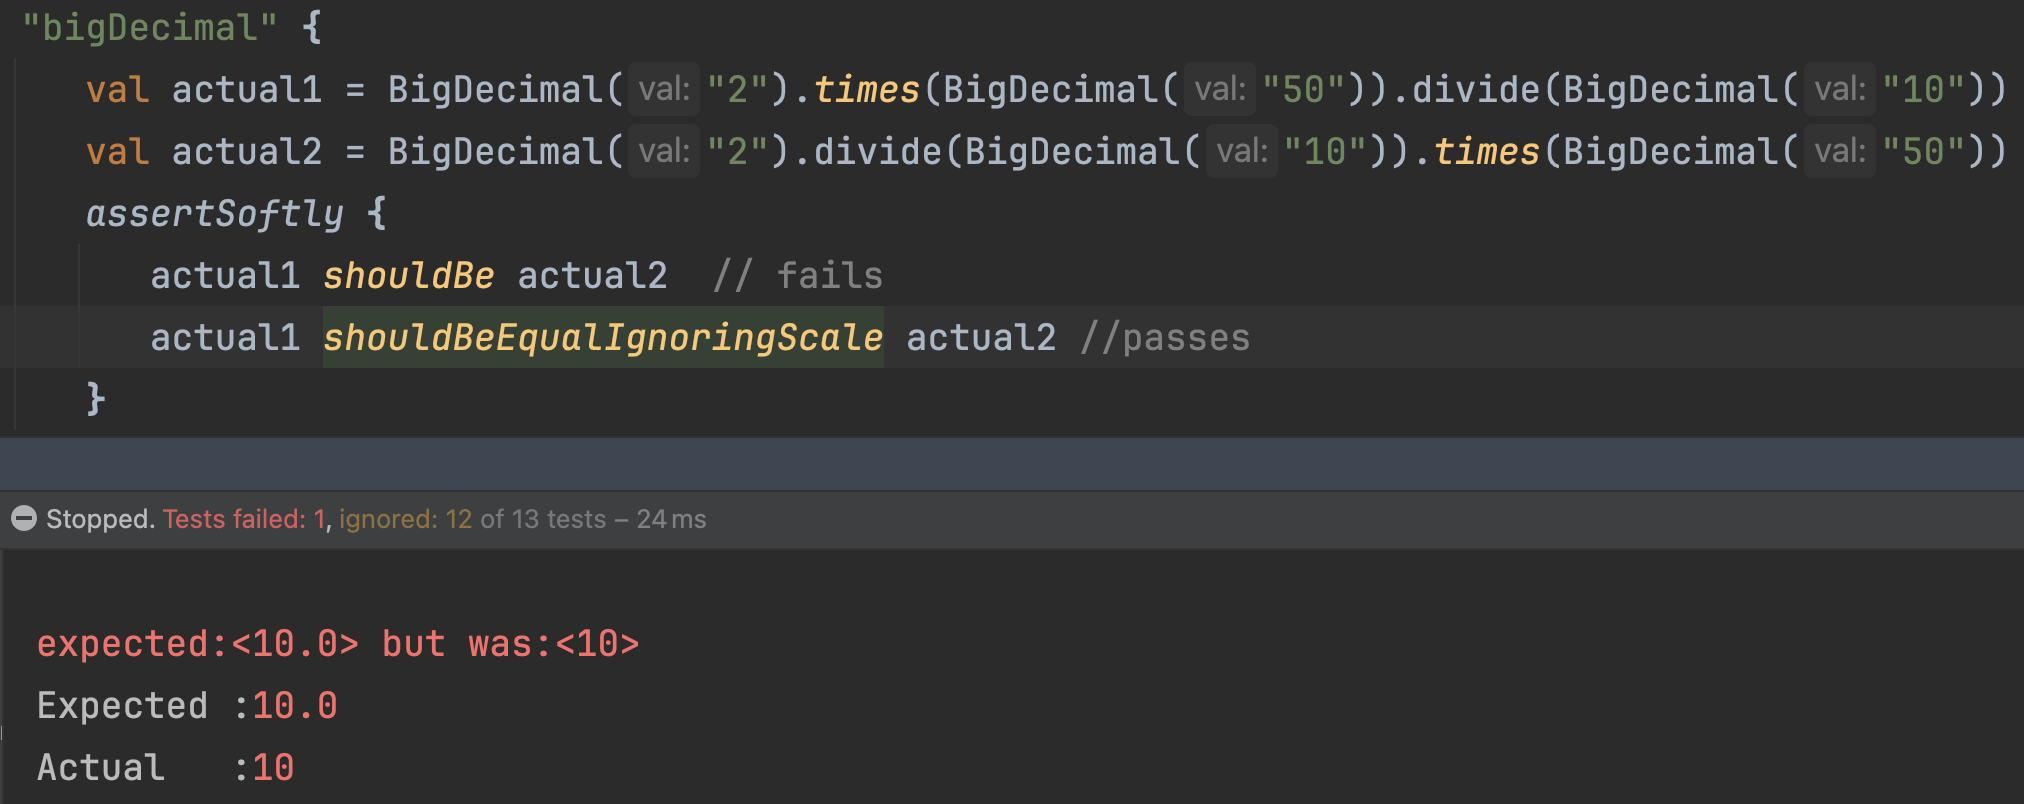 "bigDecimal" {
val actual1 = BigDecimal( val: "2").times(BigDecimal( val: "50")).divide(BigDecimal( val: "10"))
val actual2 = BigDecimal( val: "2").divide(BigDecimal( val: "10")).times(BigDecimal( val: "50"))
assertSoftly {
actual1 shouldBe actual2  // fails
actual1 shouldBeEqualIgnoringScale actual2 //passes
}
Stopped. Tests failed: 1, ignored: 12 of 13 tests – 24 ms
expected:<10.0> but was:<10>
Expected :10.0
Actual   :10